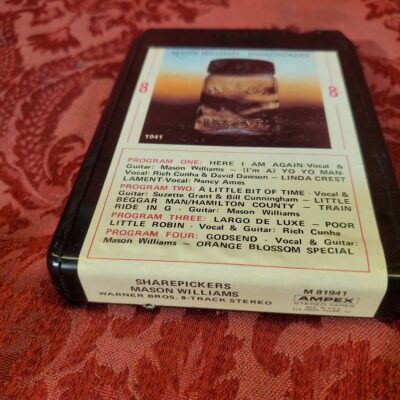 MASON WILLIAMS SHAREPICKERS
8 8
1941
PROGRAM ONE: HERE I AM AGAIN-Vocal &
Guitar: Mason Williams - (I'm A) YO YO MAN-
Vocal: Rich Cunha & David Dawson - LINDA CREST
LAMENT-Vocal: Nancy Ames
PROGRAM TWO: A LITTLE BIT OF TIME - Vocal &
Guitar: Suzette Grant & Bill Cunningham - LITTLE
BEGGAR MAN/HAMILTON COUNTY - TRAIN
RIDE IN G - Guitar: Mason Williams
PROGRAM THREE: LARGO DE LUXE - POOR
LITTLE ROBIN - Vocal & Guitar: Rich Cunha
PROGRAM FOUR: GODSEND - Vocal & Guitar:
Mason Williams - ORANGE BLOSSOM SPECIAL
SHAREPICKERS
MASON WILLIAMS
WARNER BROS. 8-TRACK STEREO
M 81941
AMPEX
STEREO TAPES